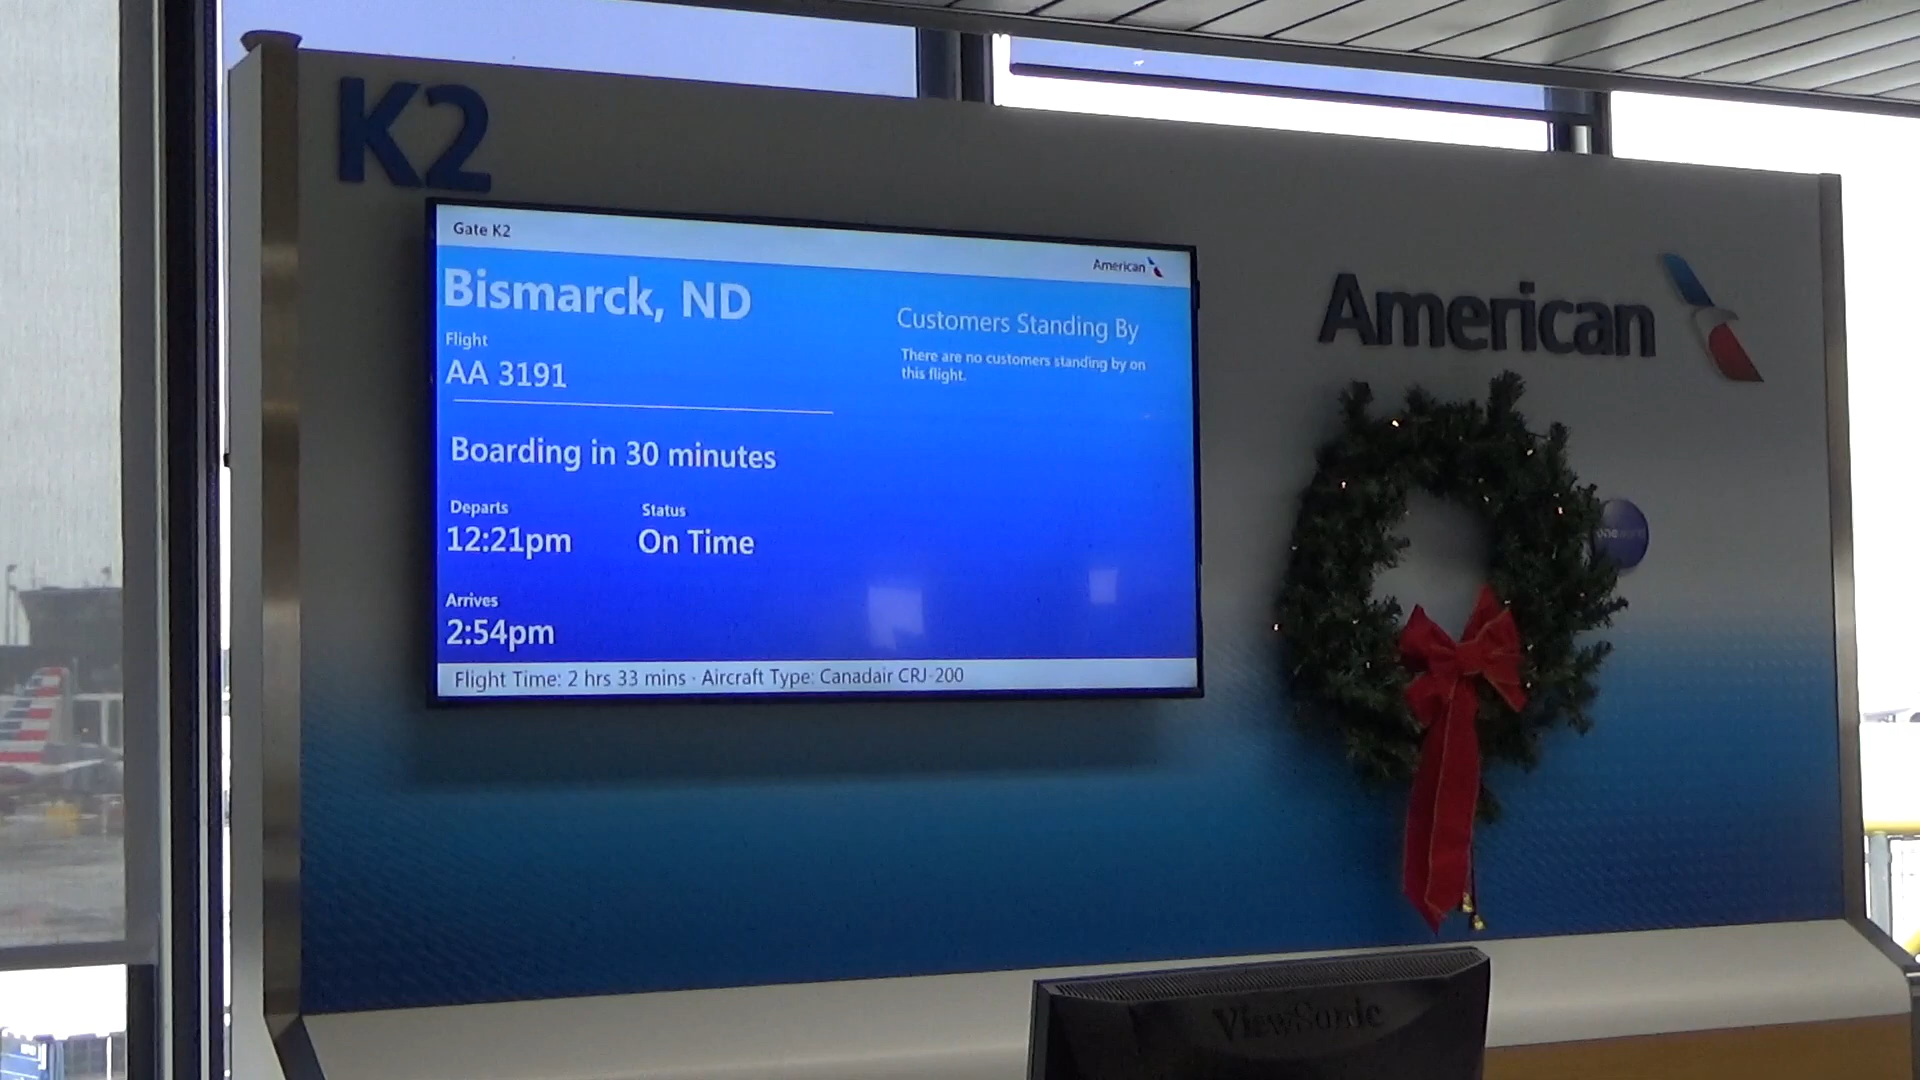 K2
Gate K2
American
Bismarck, ND
Flight
AA 3191
Boarding in 30 minutes
Departs
12:21pm
Status
On Time
Arrives
2:54pm
Customers Standing By
There are no customers standing by on
this flight.
Flight Time: 2 hrs 33 mins · Aircraft Type: Canadair CRJ-200
American
oneworld
ViewSonic